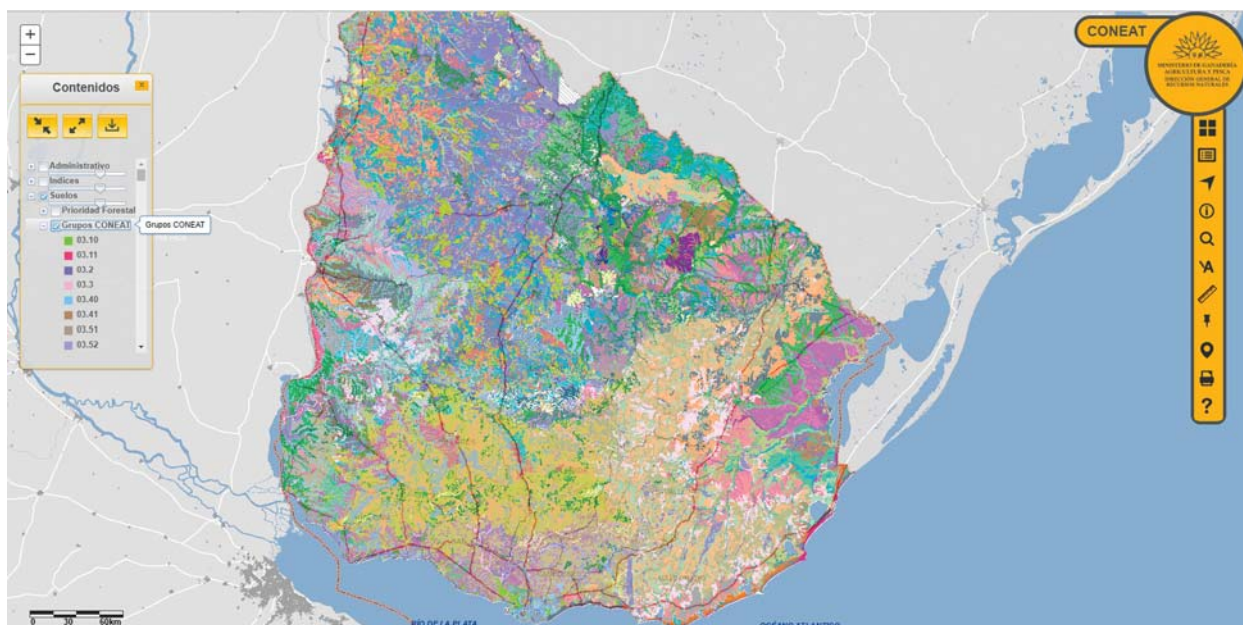 +
−
CONEAT
MINISTERIO DE GANADERÍA
AGRICULTURA Y PESCA
DIRECCIÓN GENERAL DE
RECURSOS NATURALES
Contenidos
×
Administrativo
Indices
Suelos
Prioridad Forestal
Grupos CONEAT
Grupos CONEAT
03.10
03.11
03.2
03.3
03.40
03.41
03.51
03.52
?
0 30 60km
RÍO DE LA PLATA
OCÉANO ATLANTICO